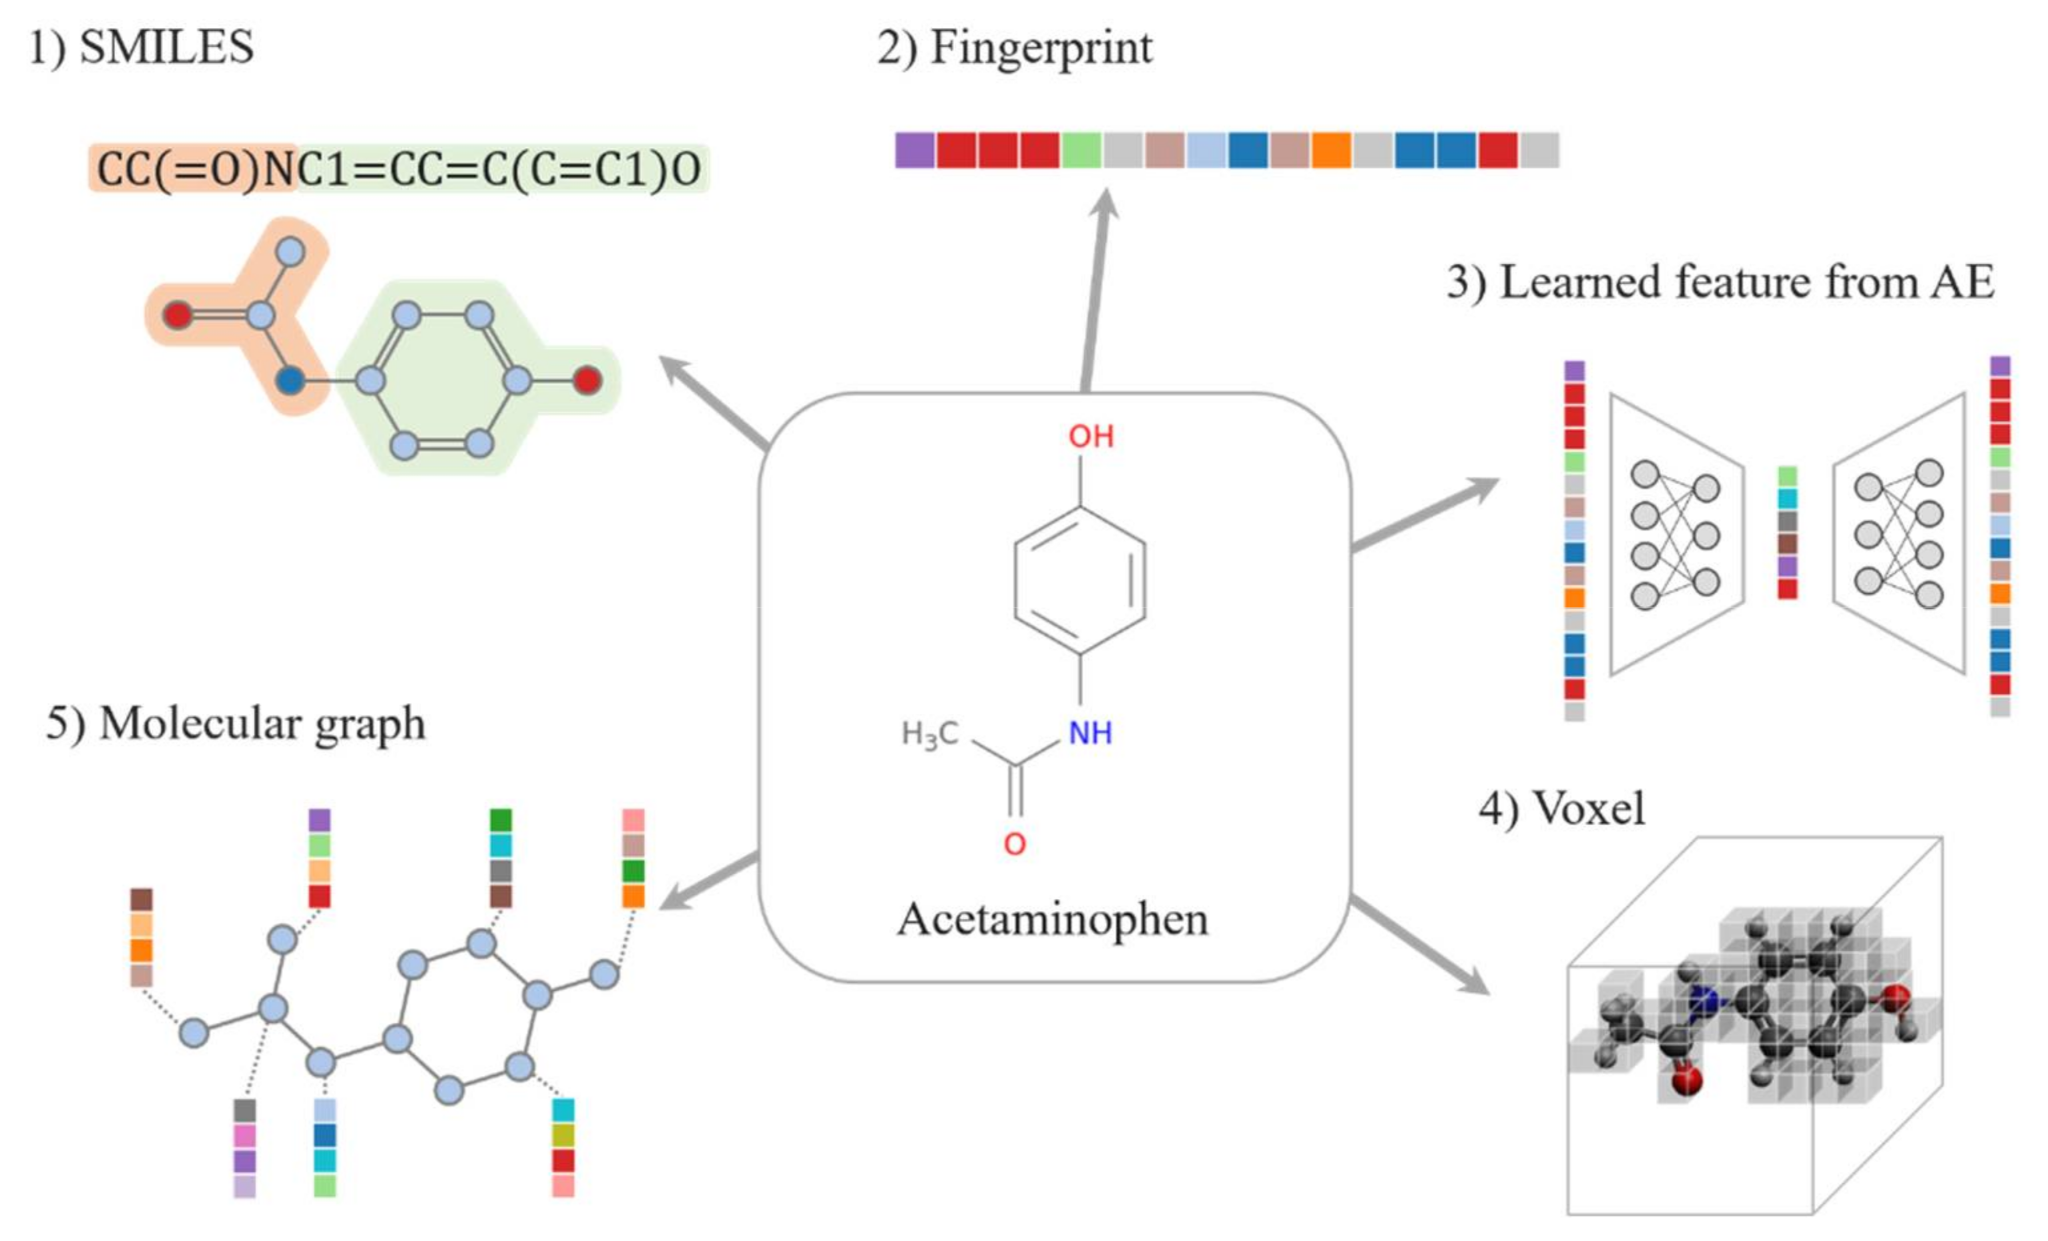 1) SMILES
CC(=O)NC1=CC=C(C=C1)O
2) Fingerprint
3) Learned feature from AE
4) Voxel
5) Molecular graph
OH
NH
H₃C
O
Acetaminophen